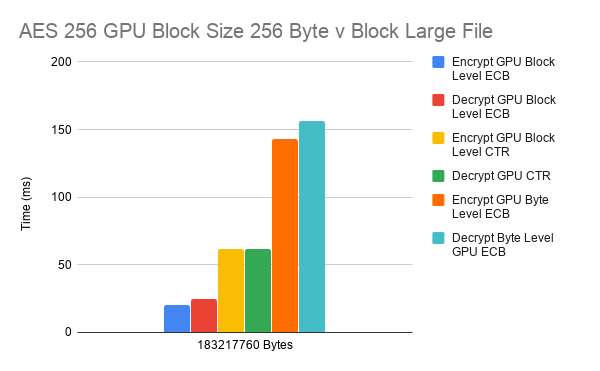 AES 256 GPU Block Size 256 Byte v Block Large File
200
150
100
50
0
Time (ms)
183217760 Bytes
Encrypt GPU Block
Level ECB
Decrypt GPU Block
Level ECB
Encrypt GPU Block
Level CTR
Decrypt GPU CTR
Encrypt GPU Byte
Level ECB
Decrypt Byte Level
GPU ECB